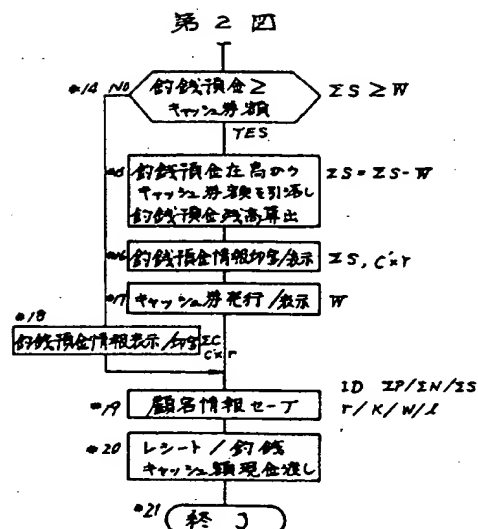 第 2 図
#14 NO 釣銭預金≧
キャッシュ券額
ΣS ≥ W
YES
釣銭預金在高から
キャッシュ券額を引落し
釣銭預金残高算出
ΣS = ΣS - W
#16 釣銭預金情報印字/表示
ΣS, C×r
#17 キャッシュ券発行/表示
W
#18
釣銭預金情報表示/印字
ΣC
C×r
#19 顧客情報セーブ
ID ΣP/ΣN/ΣS
r/K/W/l
#20 レシート/釣銭
キャッシュ額現金渡し
#21 終了